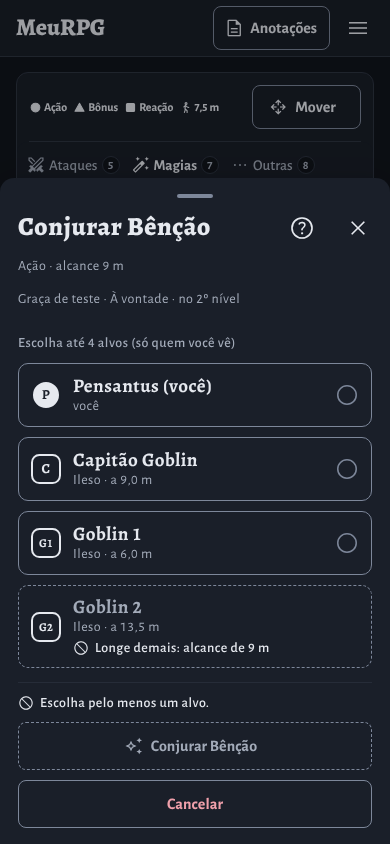 MeuRPG
Anotações
Ação Bônus Reação 7,5 m
Mover
Ataques 5 Magias 7 Outras 8
Conjurar Bênção
Ação · alcance 9 m
Graça de teste · À vontade · no 2º nível
Escolha até 4 alvos (só quem você vê)
P
Pensantus (você)
você
C
Capitão Goblin
Ileso · a 9,0 m
G1
Goblin 1
Ileso · a 6,0 m
G2
Goblin 2
Ileso · a 13,5 m
Longe demais: alcance de 9 m
Escolha pelo menos um alvo.
Conjurar Bênção
Cancelar